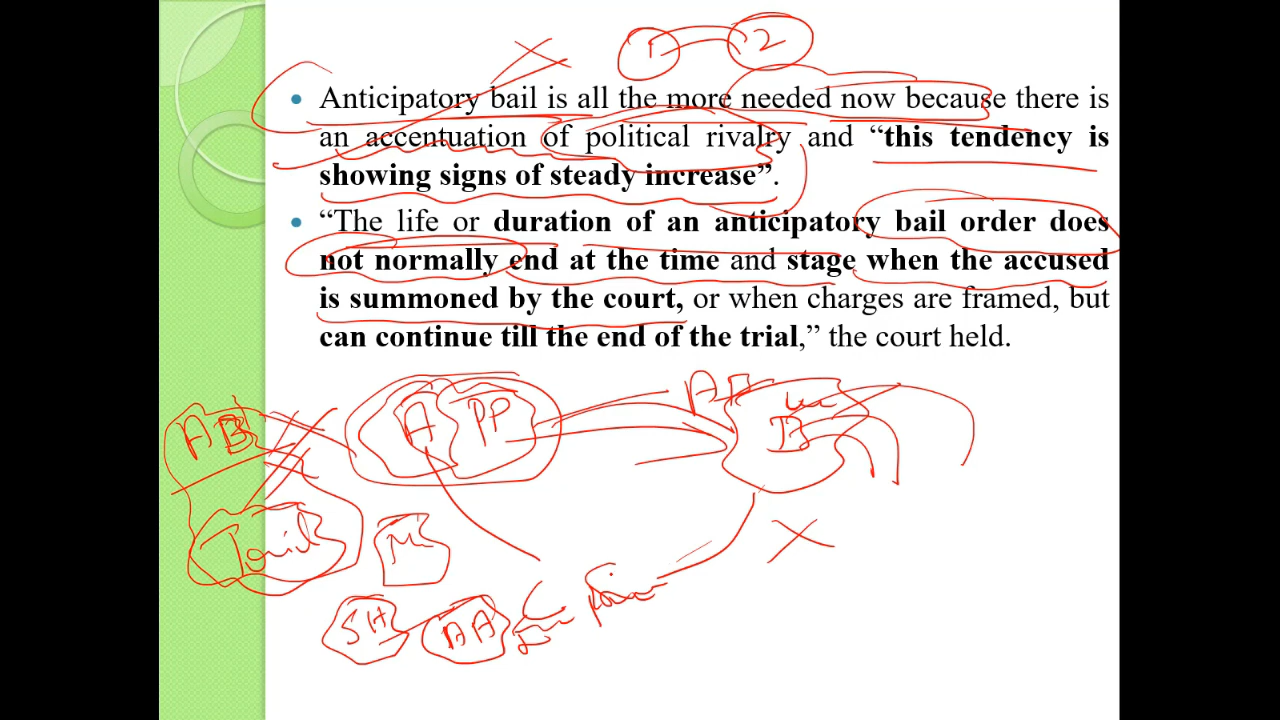 1 2
Anticipatory bail is all the more needed now because there is
an accentuation of political rivalry and “this tendency is
showing signs of steady increase”.
“The life or duration of an anticipatory bail order does
not normally end at the time and stage when the accused
is summoned by the court, or when charges are framed, but
can continue till the end of the trial,” the court held.
A B A PP B
M
SH AA